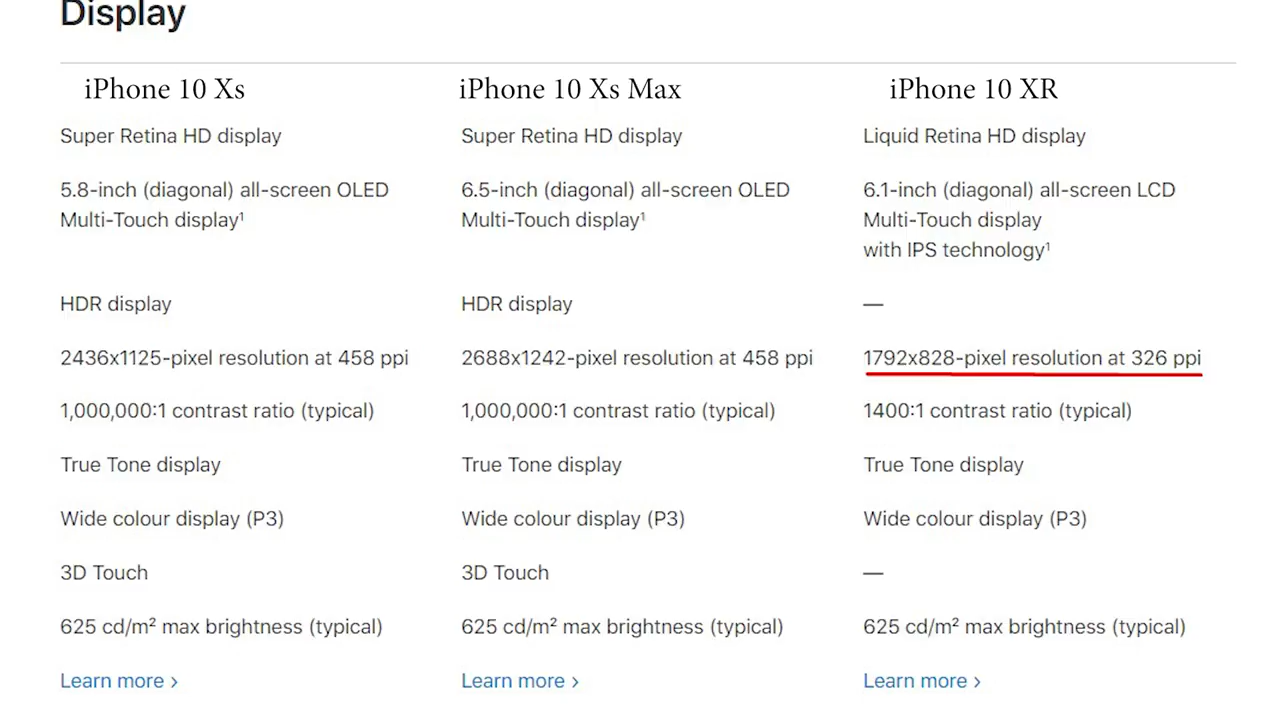 Display
iPhone 10 Xs
iPhone 10 Xs Max
iPhone 10 XR
Super Retina HD display
Super Retina HD display
Liquid Retina HD display
5.8-inch (diagonal) all-screen OLED
Multi-Touch display¹
6.5-inch (diagonal) all-screen OLED
Multi-Touch display¹
6.1-inch (diagonal) all-screen LCD
Multi-Touch display
with IPS technology¹
HDR display
HDR display
—
2436x1125-pixel resolution at 458 ppi
2688x1242-pixel resolution at 458 ppi
1792x828-pixel resolution at 326 ppi
1,000,000:1 contrast ratio (typical)
1,000,000:1 contrast ratio (typical)
1400:1 contrast ratio (typical)
True Tone display
True Tone display
True Tone display
Wide colour display (P3)
Wide colour display (P3)
Wide colour display (P3)
3D Touch
3D Touch
—
625 cd/m² max brightness (typical)
625 cd/m² max brightness (typical)
625 cd/m² max brightness (typical)
Learn more ›
Learn more ›
Learn more ›